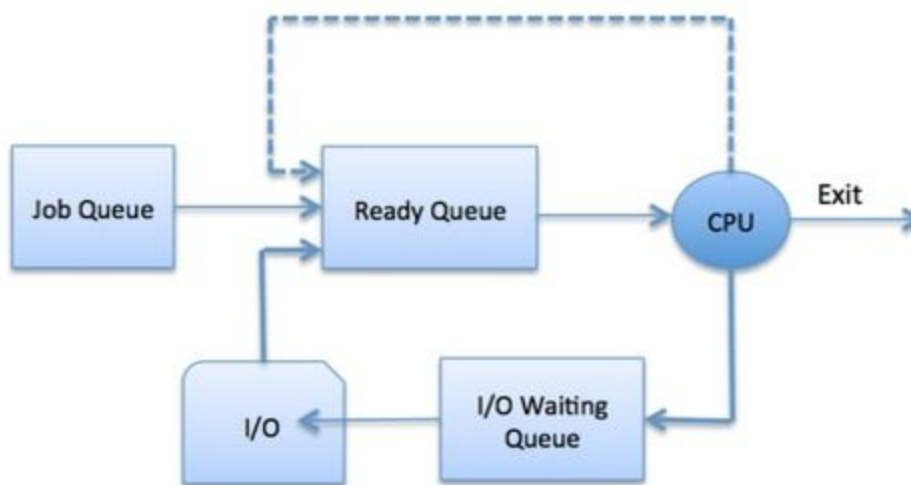 Job Queue
Ready Queue
CPU
Exit
I/O
I/O Waiting
Queue